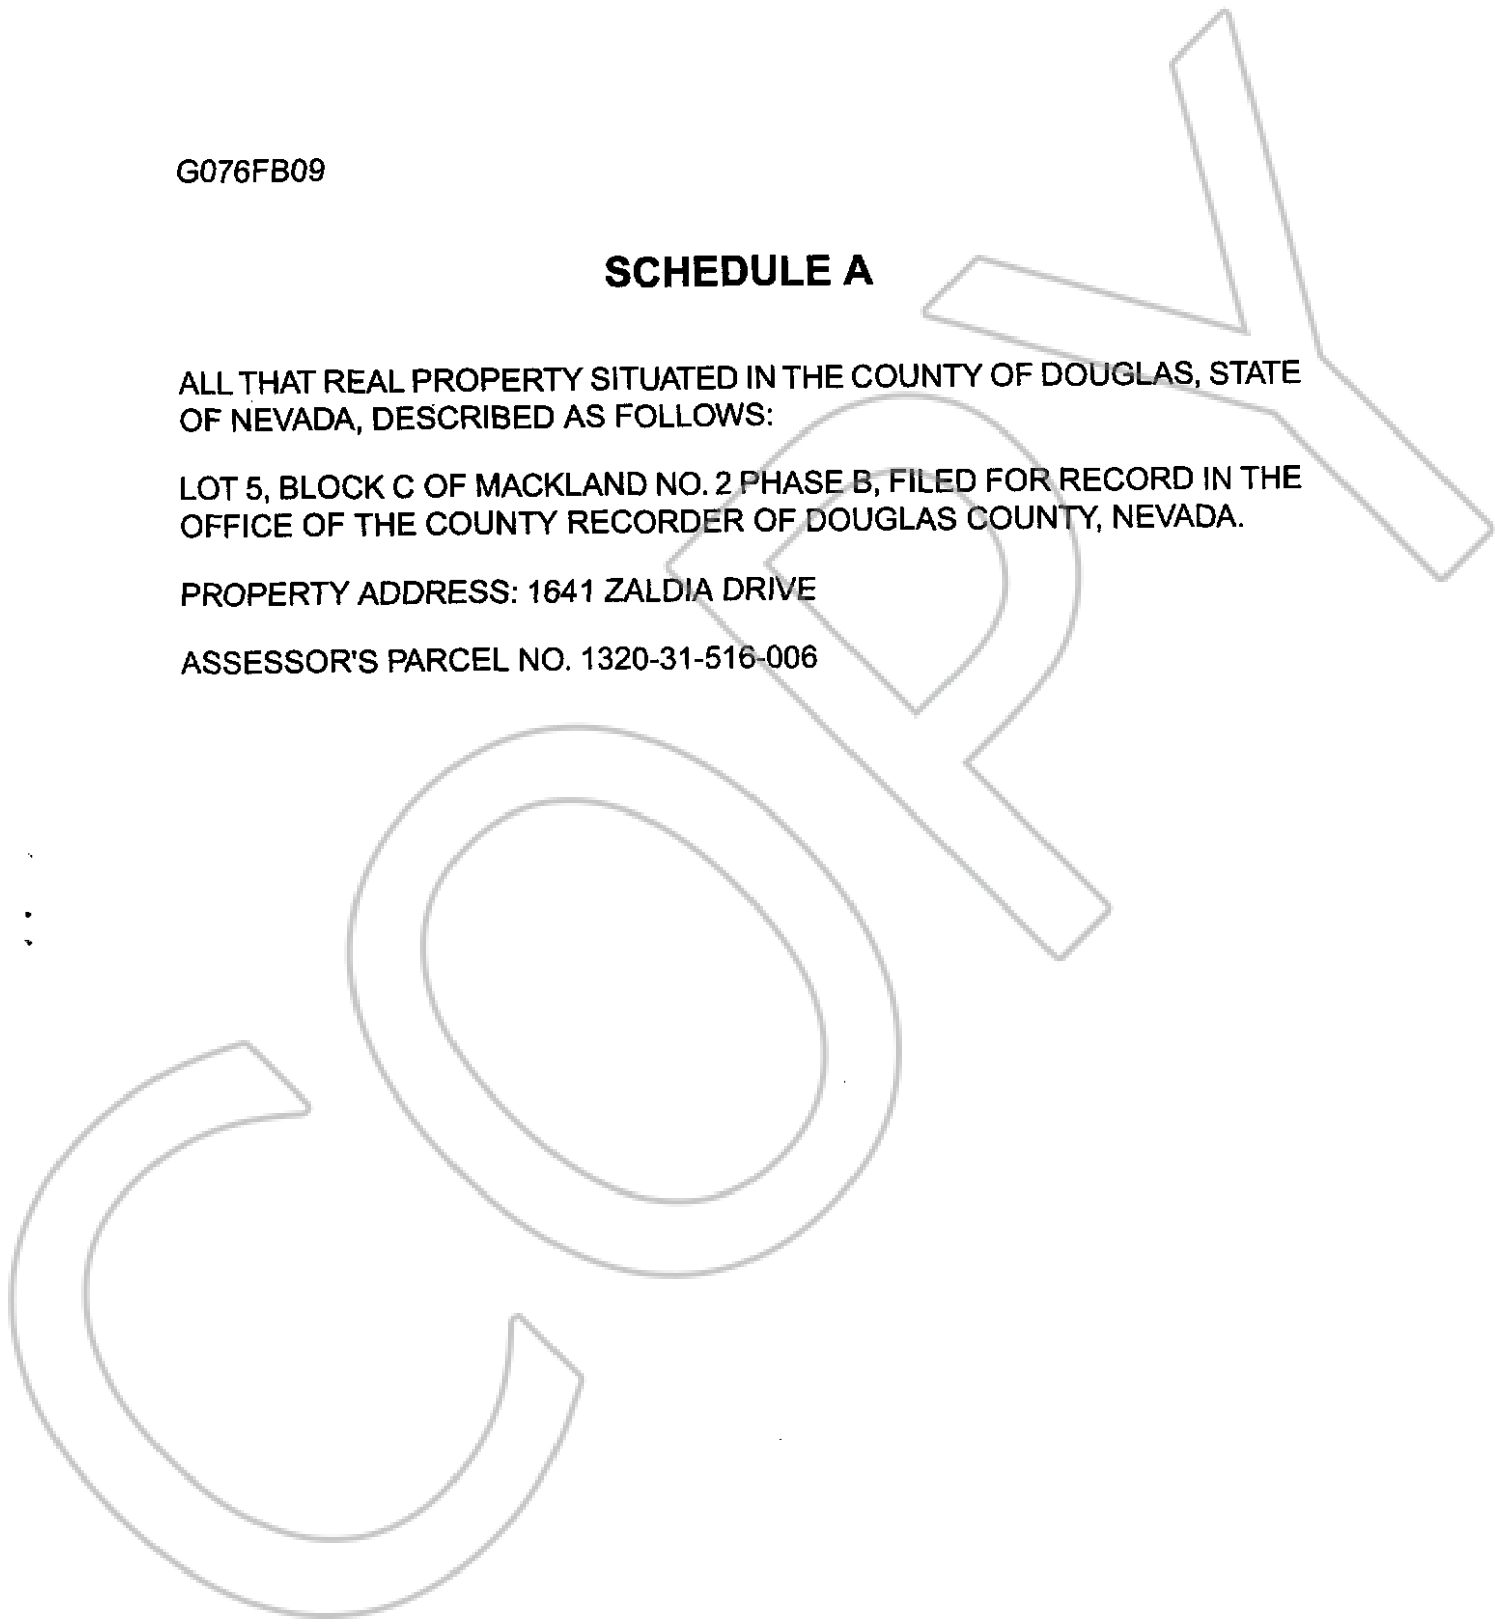 G076FB09
SCHEDULE A
ALL THAT REAL PROPERTY SITUATED IN THE COUNTY OF DOUGLAS, STATE
OF NEVADA, DESCRIBED AS FOLLOWS:
LOT 5, BLOCK C OF MACKLAND NO. 2 PHASE B, FILED FOR RECORD IN THE
OFFICE OF THE COUNTY RECORDER OF DOUGLAS COUNTY, NEVADA.
PROPERTY ADDRESS: 1641 ZALDIA DRIVE
ASSESSOR'S PARCEL NO. 1320-31-516-006
COPY